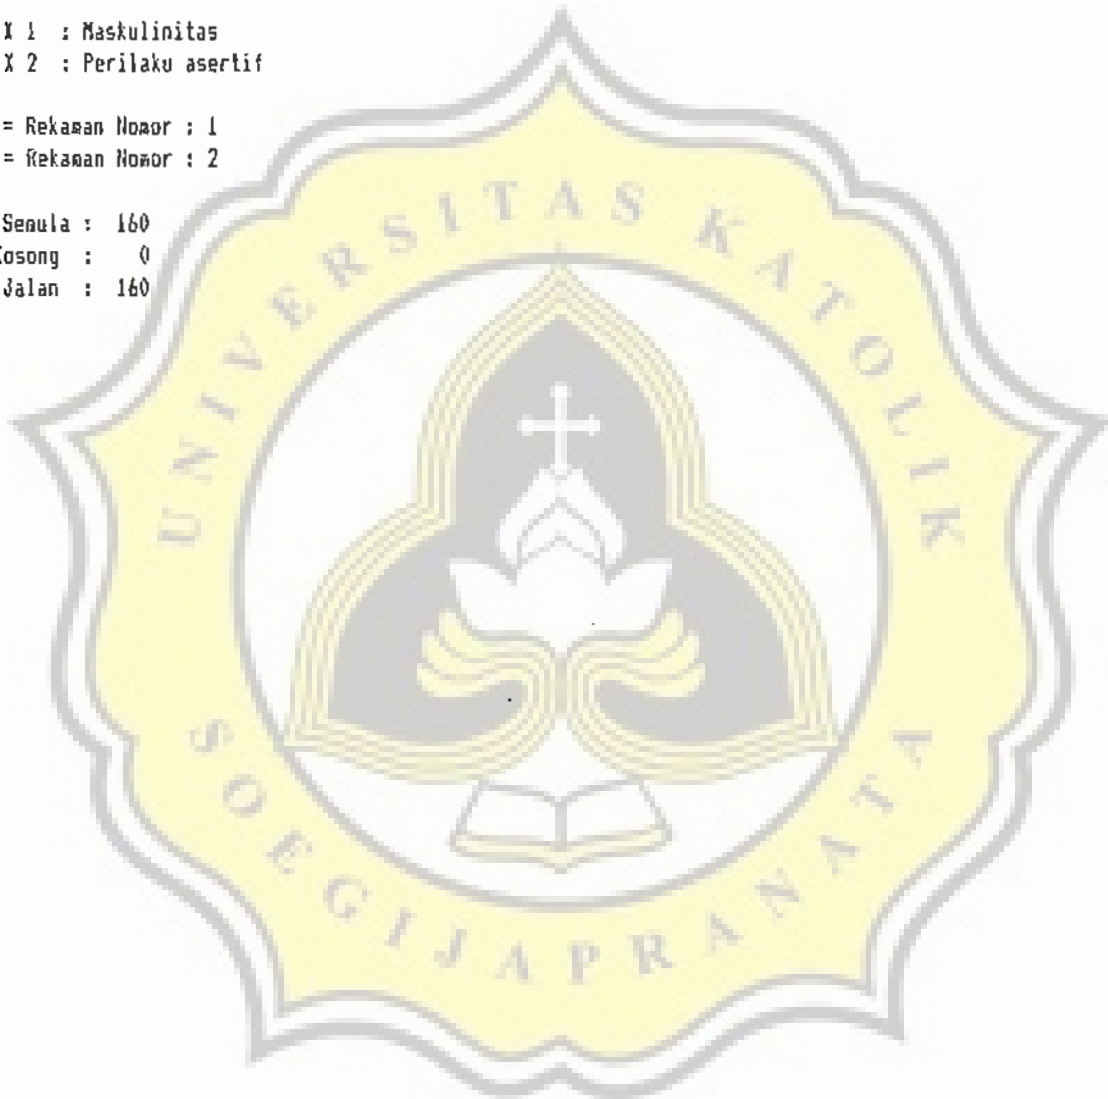 X 1 : Maskulinitas
X 2 : Perilaku asertif
= Rekaman Nomor : 1
= Rekaman Nomor : 2
Semula : 160
Kosong : 0
Jalan : 160
UNIVERSITAS KATOLIK
SOEGIJAPRANATA